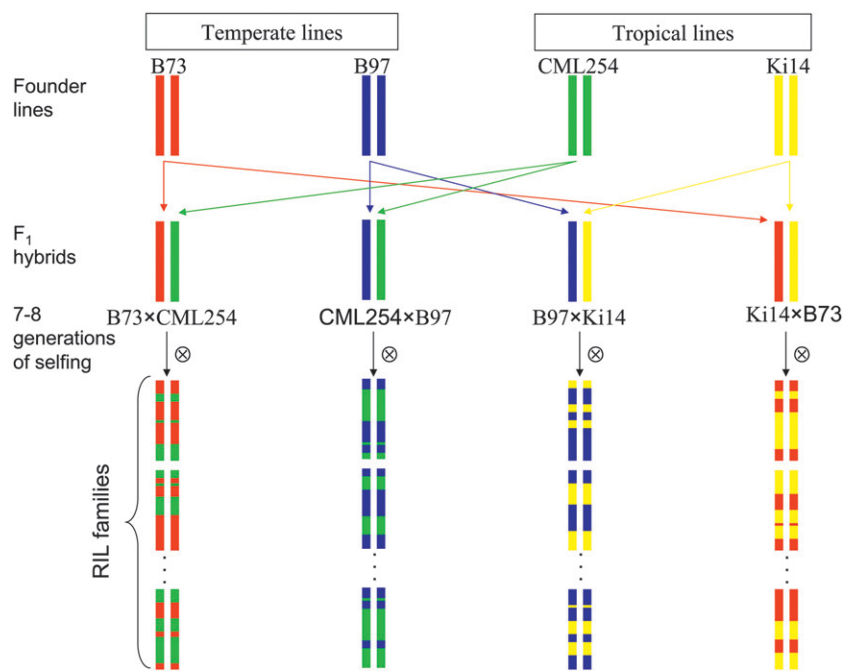 Temperate lines
Tropical lines
B73
B97
CML254
Ki14
Founder
lines
F1
hybrids
B73×CML254
CML254×B97
B97×Ki14
Ki14×B73
7-8
generations
of selfing
RIL families